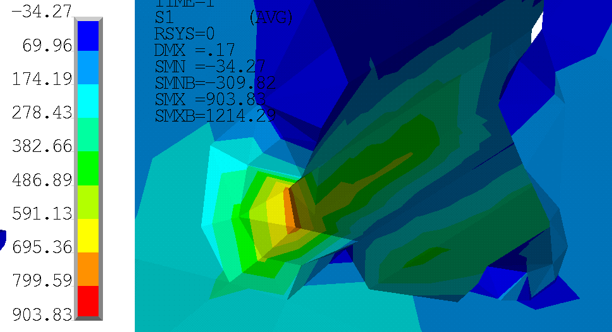 -34.27
69.96
174.19
278.43
382.66
486.89
591.13
695.36
799.59
903.83
TIME=1
S1 (AVG)
RSYS=0
DMX =.17
SMN =-34.27
SMNB=-309.82
SMX =903.83
SMXB=1214.29